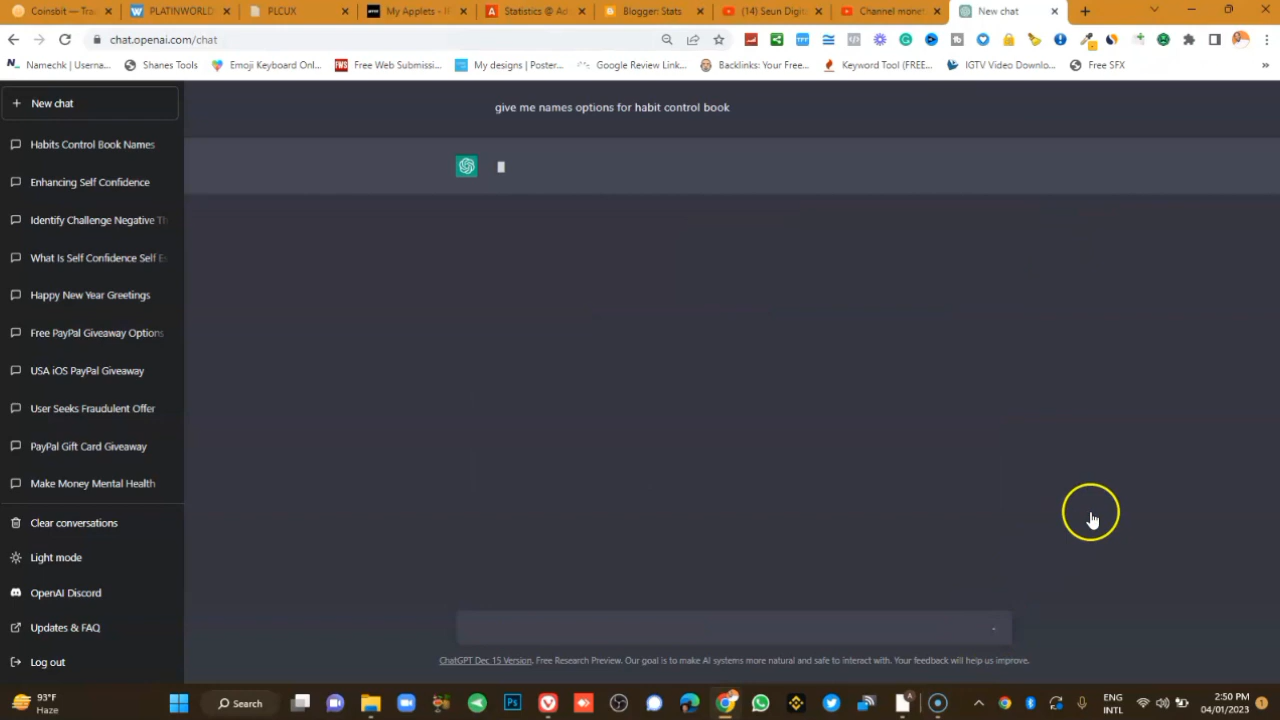 Coinsbit — Tra:
PLATINWORLD
PLCUX
My Applets - IF
Statistics @ Ad
Blogger: Stats
(14) Seun Digit
Channel monet
New chat
chat.openai.com/chat
Namechk | Userna...
Shanes Tools
Emoji Keyboard Onl...
Free Web Submissi...
My designs | Poster...
Google Review Link...
Backlinks: Your Free...
Keyword Tool (FREE...
IGTV Video Downlo...
Free SFX
New chat
give me names options for habit control book
Habits Control Book Names
Enhancing Self Confidence
Identify Challenge Negative Th
What Is Self Confidence Self Es
Happy New Year Greetings
Free PayPal Giveaway Options
USA iOS PayPal Giveaway
User Seeks Fraudulent Offer
PayPal Gift Card Giveaway
Make Money Mental Health
Clear conversations
Light mode
OpenAI Discord
Updates & FAQ
Log out
ChatGPT Dec 15 Version. Free Research Preview. Our goal is to make AI systems more natural and safe to interact with. Your feedback will help us improve.
93°F
Haze
Search
ENG
INTL
2:50 PM
04/01/2023